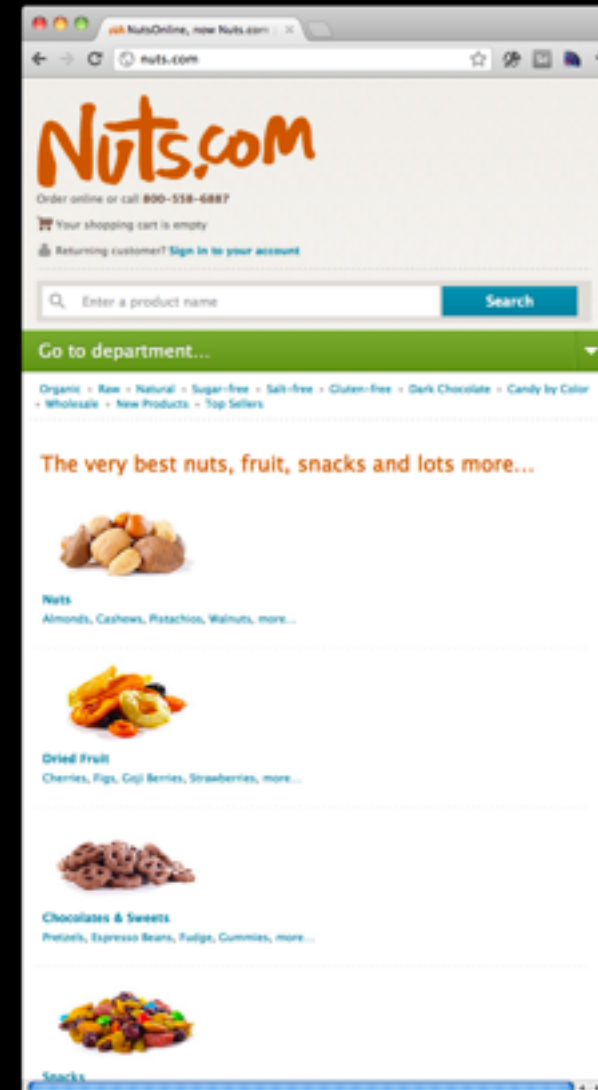 NutsOnline, now Nuts.com
nuts.com
Nuts.com
Order online or call 800-558-6887
Your shopping cart is empty
Returning customer? Sign in to your account
Enter a product name
Search
Go to department...
Organic - Raw - Natural - Sugar-free - Salt-free - Gluten-free - Dark Chocolate - Candy by Color
- Wholesale - New Products - Top Sellers
The very best nuts, fruit, snacks and lots more...
Nuts
Almonds, Cashews, Pistachios, Walnuts, more...
Dried Fruit
Cherries, Figs, Goji Berries, Strawberries, more...
Chocolates & Sweets
Pretzels, Espresso Beans, Fudge, Gummies, more...
Snacks